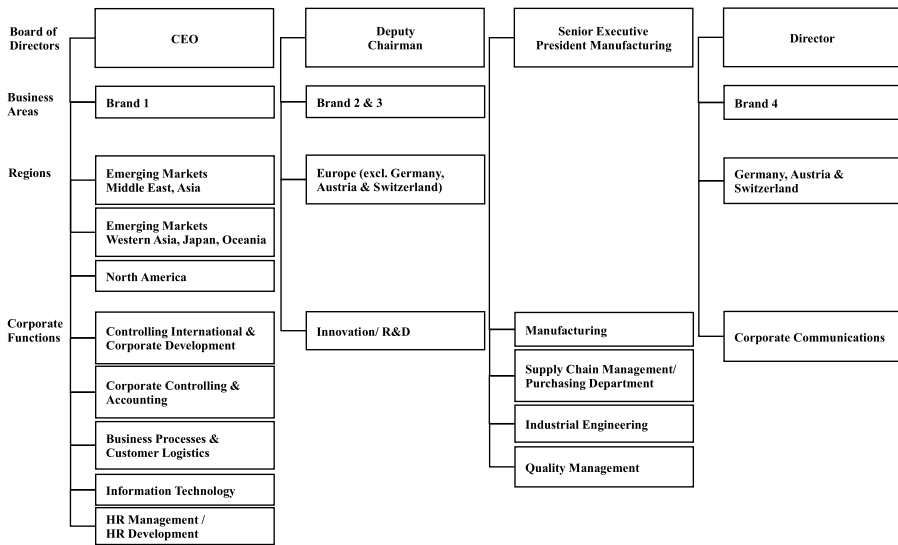 Board of
Directors
CEO
Deputy
Chairman
Senior Executive
President Manufacturing
Director
Business
Areas
Brand 1
Brand 2 & 3
Brand 4
Regions
Emerging Markets
Middle East, Asia
Europe (excl. Germany,
Austria & Switzerland)
Germany, Austria &
Switzerland
Emerging Markets
Western Asia, Japan, Oceania
North America
Corporate
Functions
Controlling International &
Corporate Development
Innovation/ R&D
Manufacturing
Corporate Communications
Corporate Controlling &
Accounting
Supply Chain Management/
Purchasing Department
Business Processes &
Customer Logistics
Industrial Engineering
Information Technology
Quality Management
HR Management /
HR Development